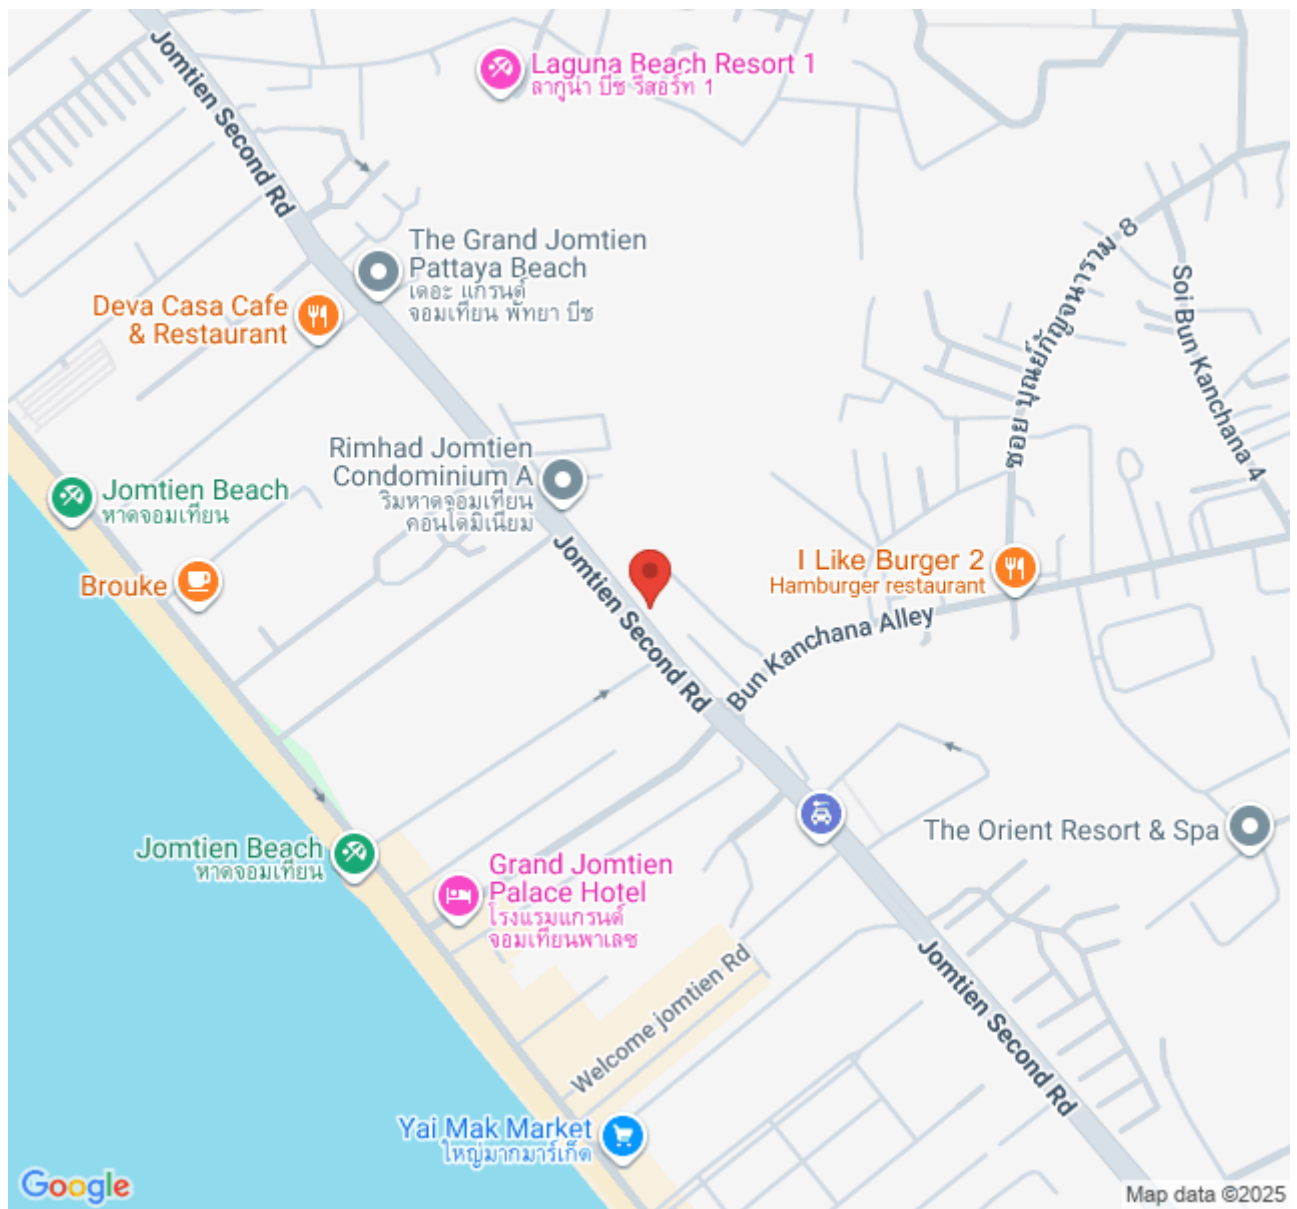 Jomtien Second Rd
Laguna Beach Resort 1
ลากูน่า บีช รีสอร์ท 1
The Grand Jomtien
Pattaya Beach
เดอะ แกรนด์
จอมเทียน พัทยา บีช
ซอย บุณย์กัญจนาราม 8
Soi Bun Kanchana 4
Deva Casa Cafe
& Restaurant
Rimhad Jomtien
Condominium A
ริมหาดจอมเทียน
คอนโดมิเนียม
Jomtien Beach
หาดจอมเทียน
Brouke
Jomtien Second Rd
I Like Burger 2
Hamburger restaurant
Bun Kanchana Alley
The Orient Resort & Spa
Jomtien Beach
หาดจอมเทียน
Grand Jomtien
Palace Hotel
โรงแรมแกรนด์
จอมเทียนพาเลซ
Welcome jomtien Rd
Jomtien Second Rd
Yai Mak Market
ใหญ่มากมาร์เก็ต
Google
Map data ©2025